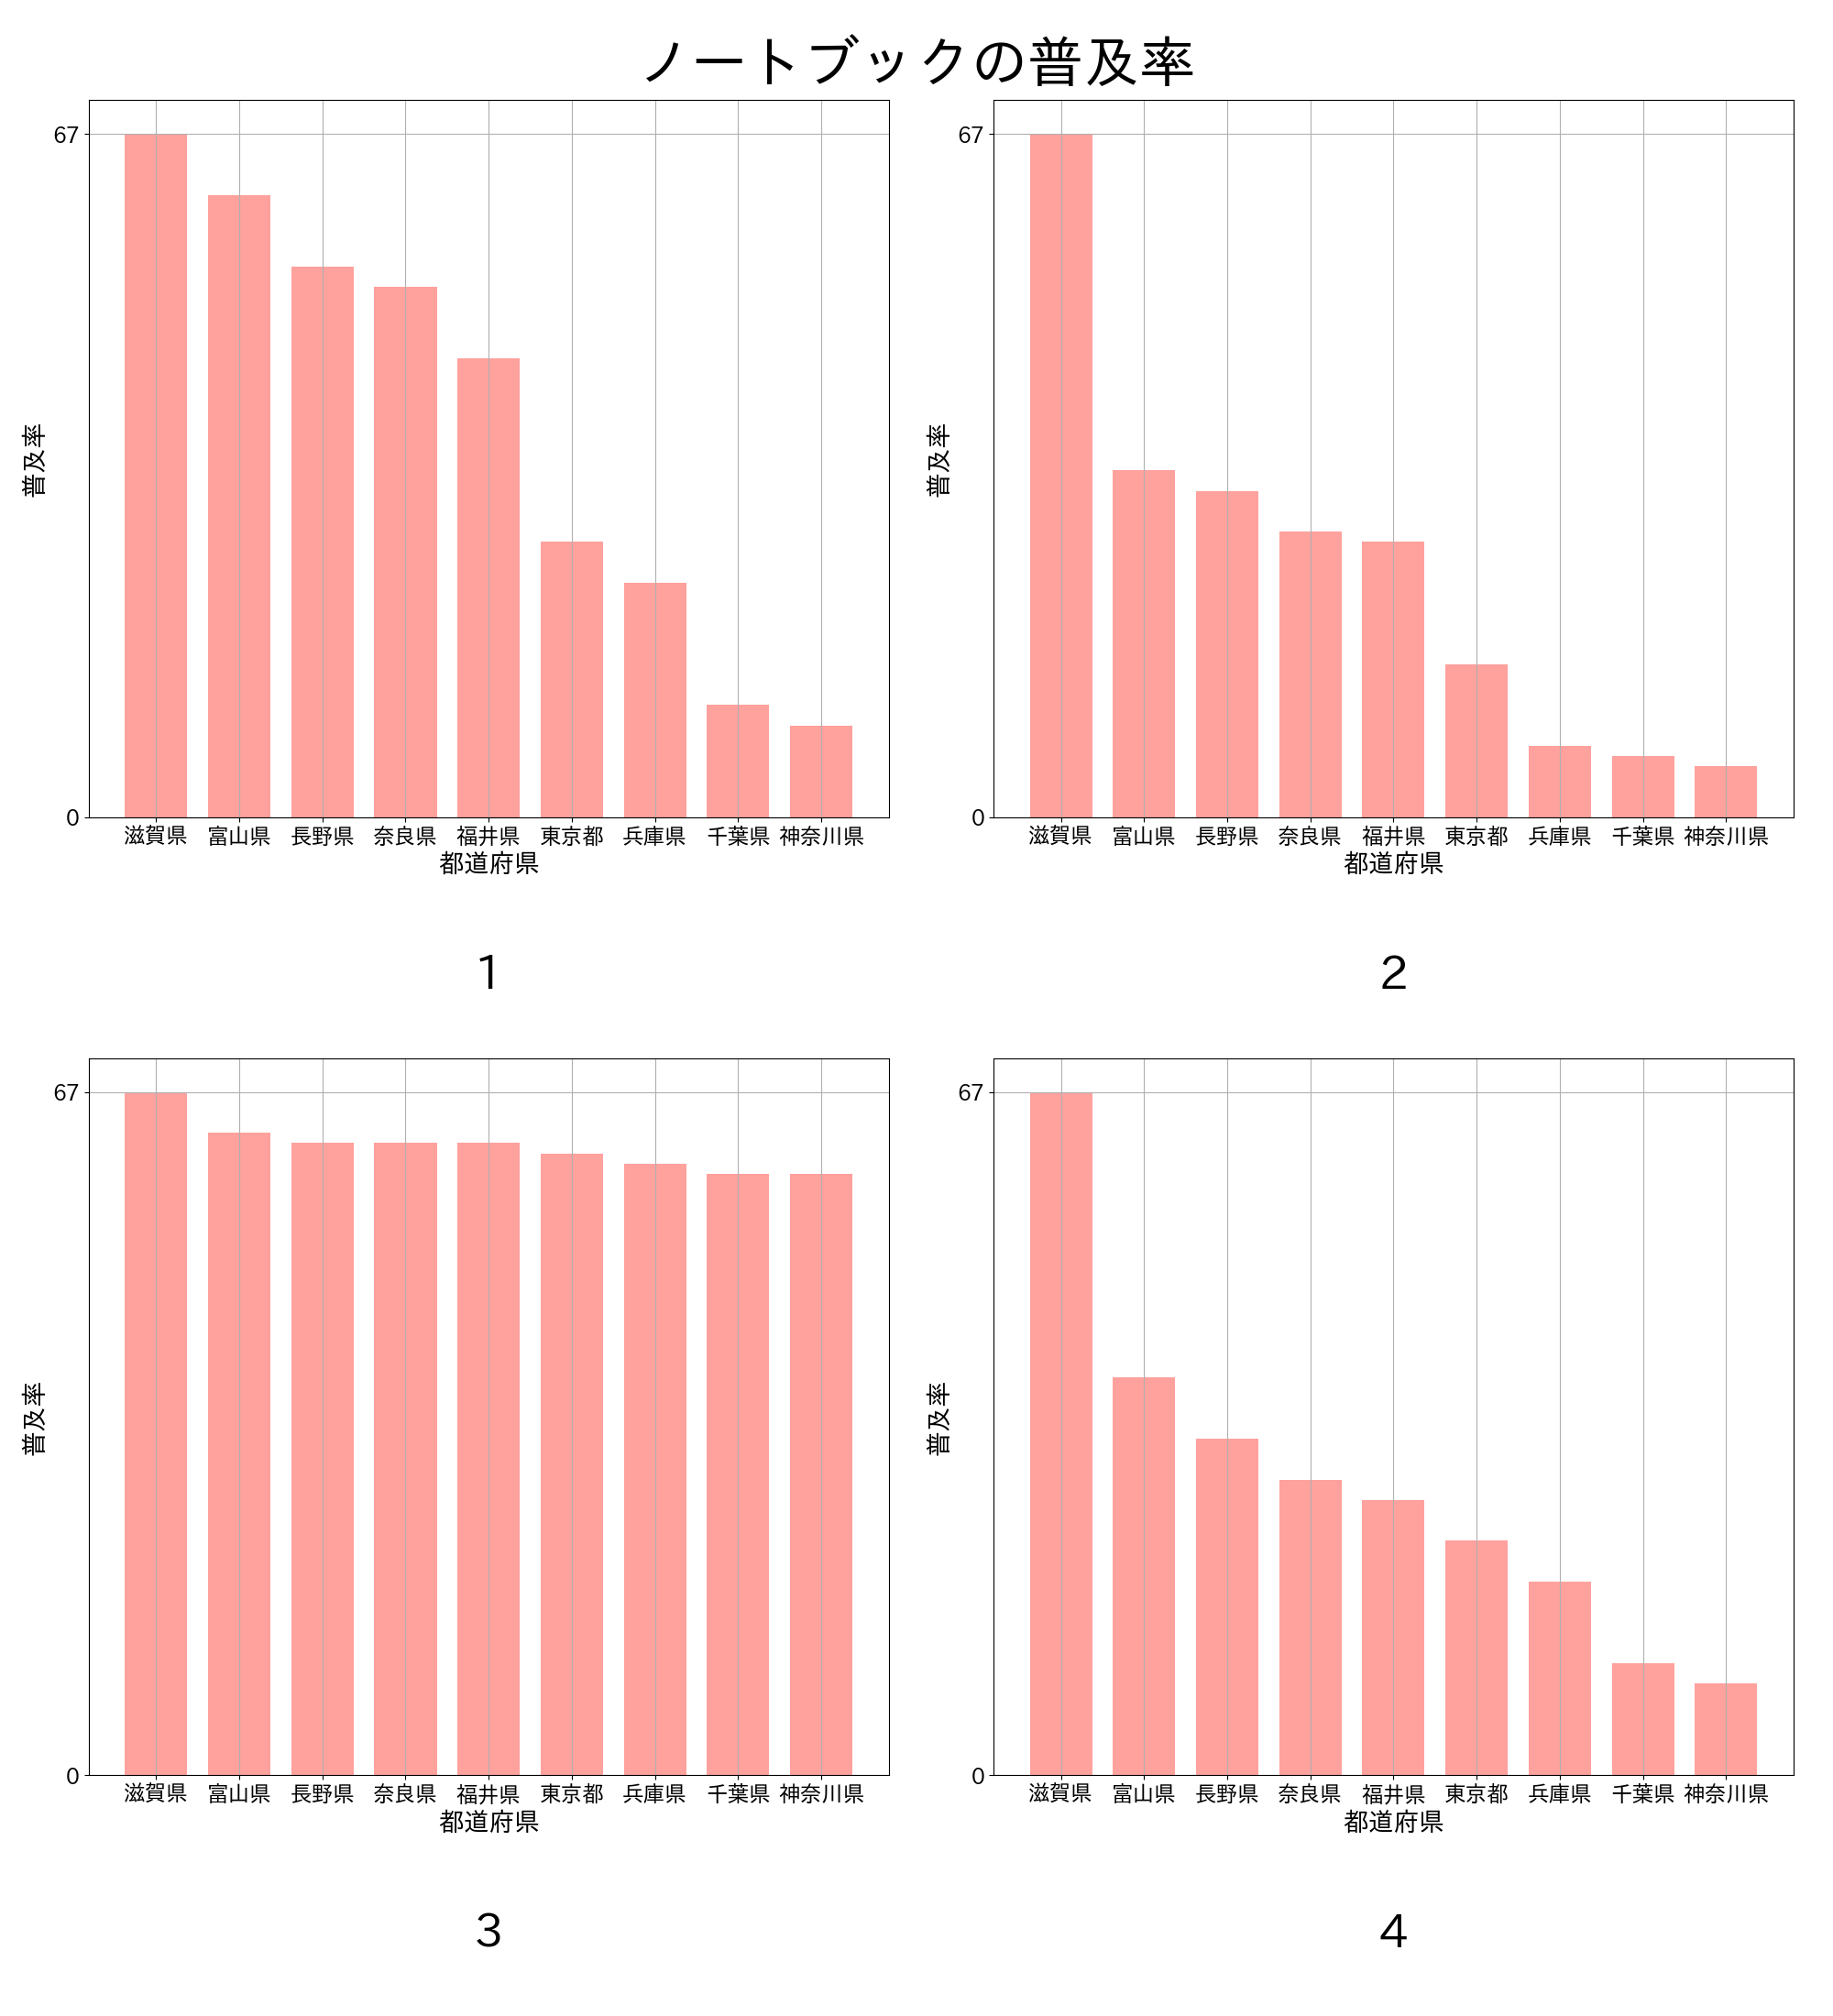 ノートブックの普及率
67
普及率
0
滋賀県 富山県 長野県 奈良県 福井県 東京都 兵庫県 千葉県 神奈川県
都道府県
1
67
普及率
0
滋賀県 富山県 長野県 奈良県 福井県 東京都 兵庫県 千葉県 神奈川県
都道府県
2
67
普及率
0
滋賀県 富山県 長野県 奈良県 福井県 東京都 兵庫県 千葉県 神奈川県
都道府県
3
67
普及率
0
滋賀県 富山県 長野県 奈良県 福井県 東京都 兵庫県 千葉県 神奈川県
都道府県
4